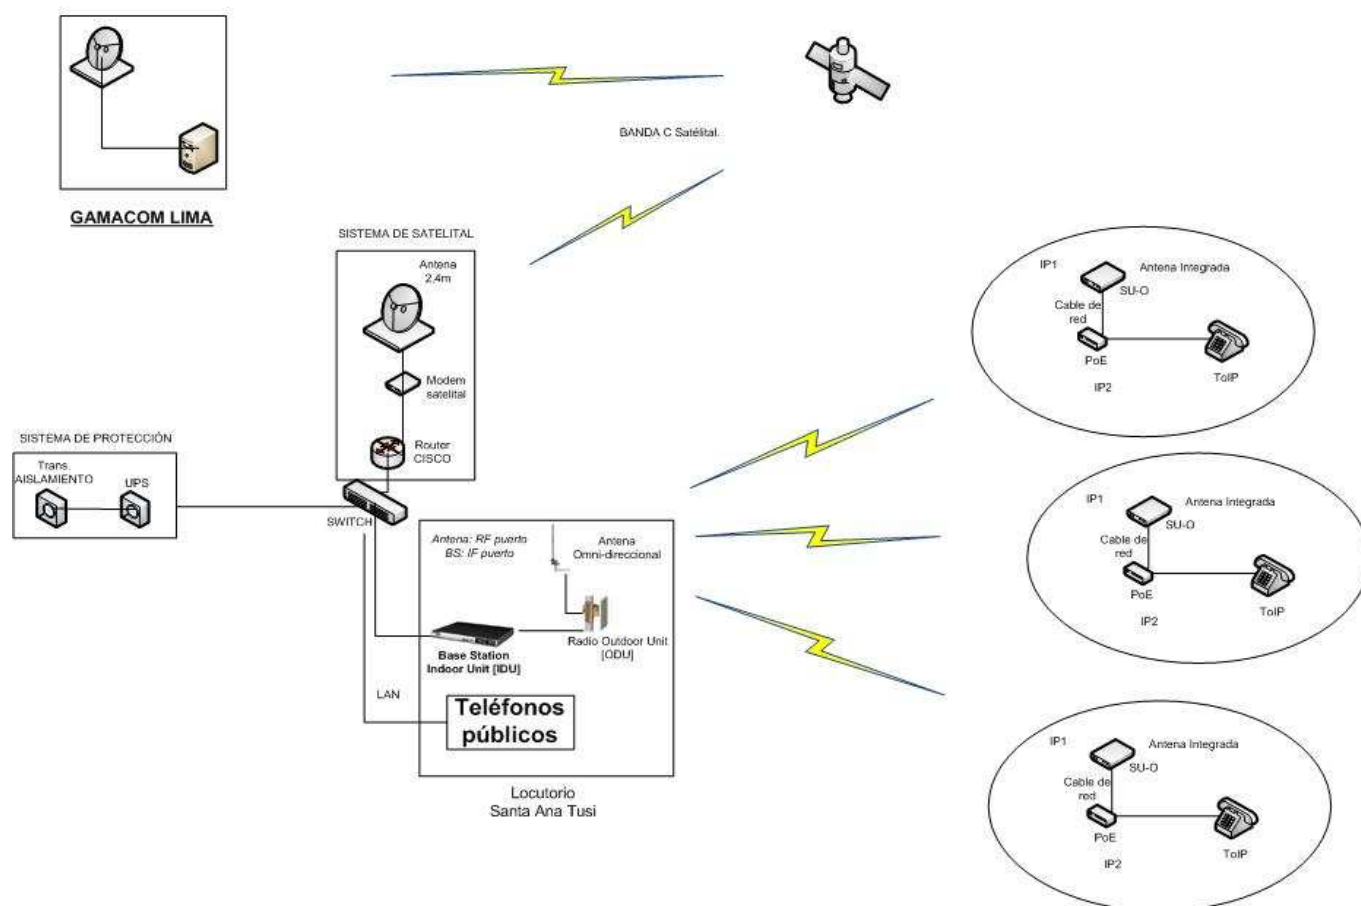 BANDA C Satélital.
GAMACOM LIMA
SISTEMA DE SATELITAL
Antena
2.4m
Modem
satelital
Router
CISCO
SISTEMA DE PROTECCIÓN
Trans.
AISLAMIENTO
UPS
SWITCH
Antena: RF puerto
BS: IF puerto
Antena
Omni-direccional
Radio Outdoor Unit
[ODU]
Base Station
Indoor Unit [IDU]
LAN
Teléfonos
públicos
Locutorio
Santa Ana Tusi
IP1
Antena Integrada
SU-O
Cable de
red
PoE
ToIP
IP2
IP1
Antena Integrada
SU-O
Cable de
red
PoE
ToIP
IP2
IP1
Antena Integrada
SU-O
Cable de
red
PoE
ToIP
IP2